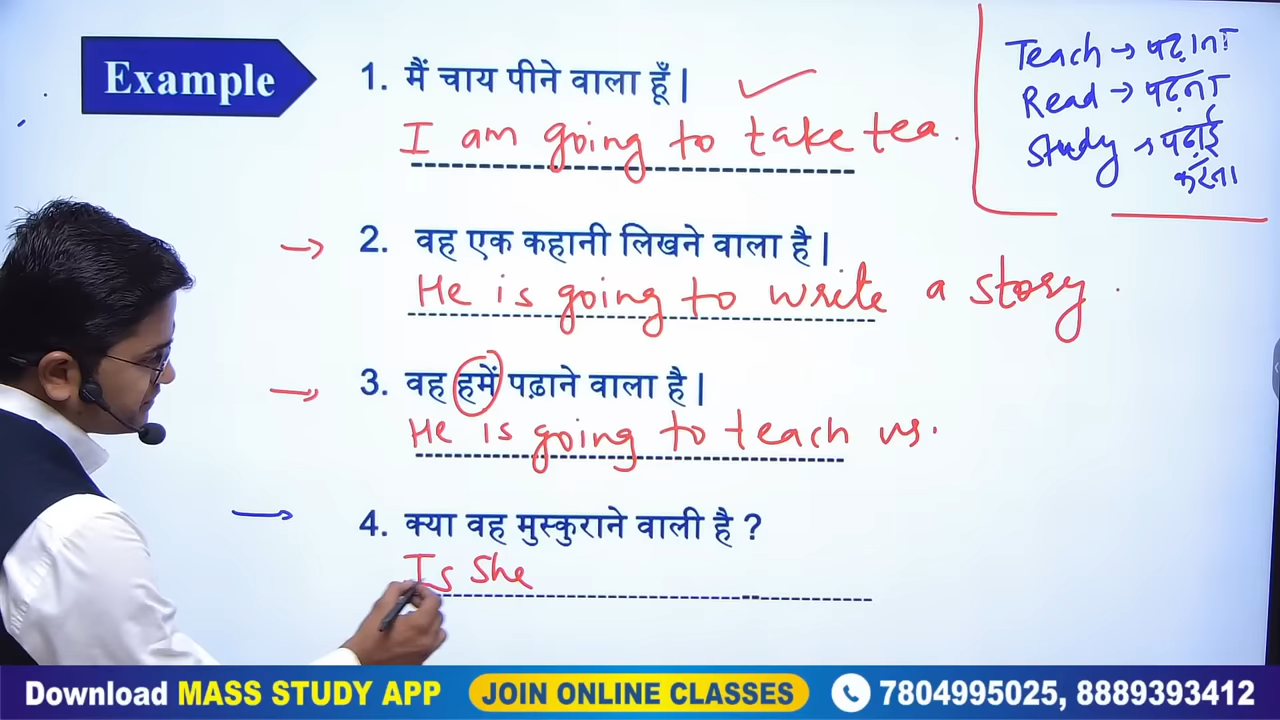 Example
1. मैं चाय पीने वाला हूँ |
I am going to take tea.
2. वह एक कहानी लिखने वाला है |
He is going to write a story.
3. वह हमें पढ़ाने वाला है |
He is going to teach us.
4. क्या वह मुस्कुराने वाली है ?
Is She
Teach → पढ़ाना
Read → पढ़ना
Study → पढ़ाई
करना
Download MASS STUDY APP JOIN ONLINE CLASSES 7804995025, 8889393412